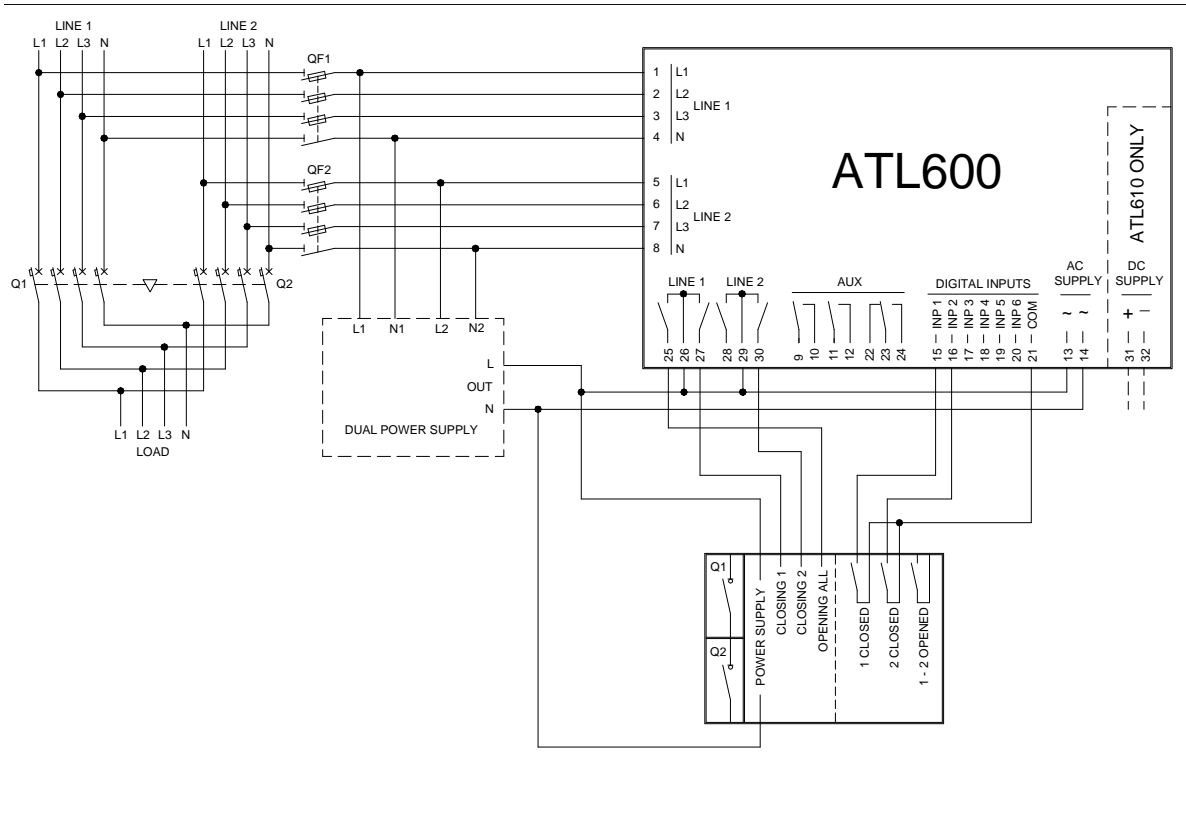 LINE 1 LINE 2
L1 L2 L3 N L1 L2 L3 N
QF1
1 L1
2 L2
LINE 1
3 L3
4 N
ATL600
ATL610 ONLY
QF2
5 L1
6 L2
LINE 2
7 L3
8 N
Q1 Q2
LINE 1 LINE 2 AUX DIGITAL INPUTS
AC SUPPLY
DC SUPPLY
~ ~ + −
25 26 27 28 29 30 9 10 11 12 22 23 24
15 INP 1
16 INP 2
17 INP 3
18 INP 4
19 INP 5
20 INP 6
21 COM
13 14 31 32
L1 N1 L2 N2
L
OUT
N
DUAL POWER SUPPLY
L1 L2 L3 N
LOAD
Q1
Q2
POWER SUPPLY
CLOSING 1
CLOSING 2
OPENING ALL
1 CLOSED
2 CLOSED
1 - 2 OPENED